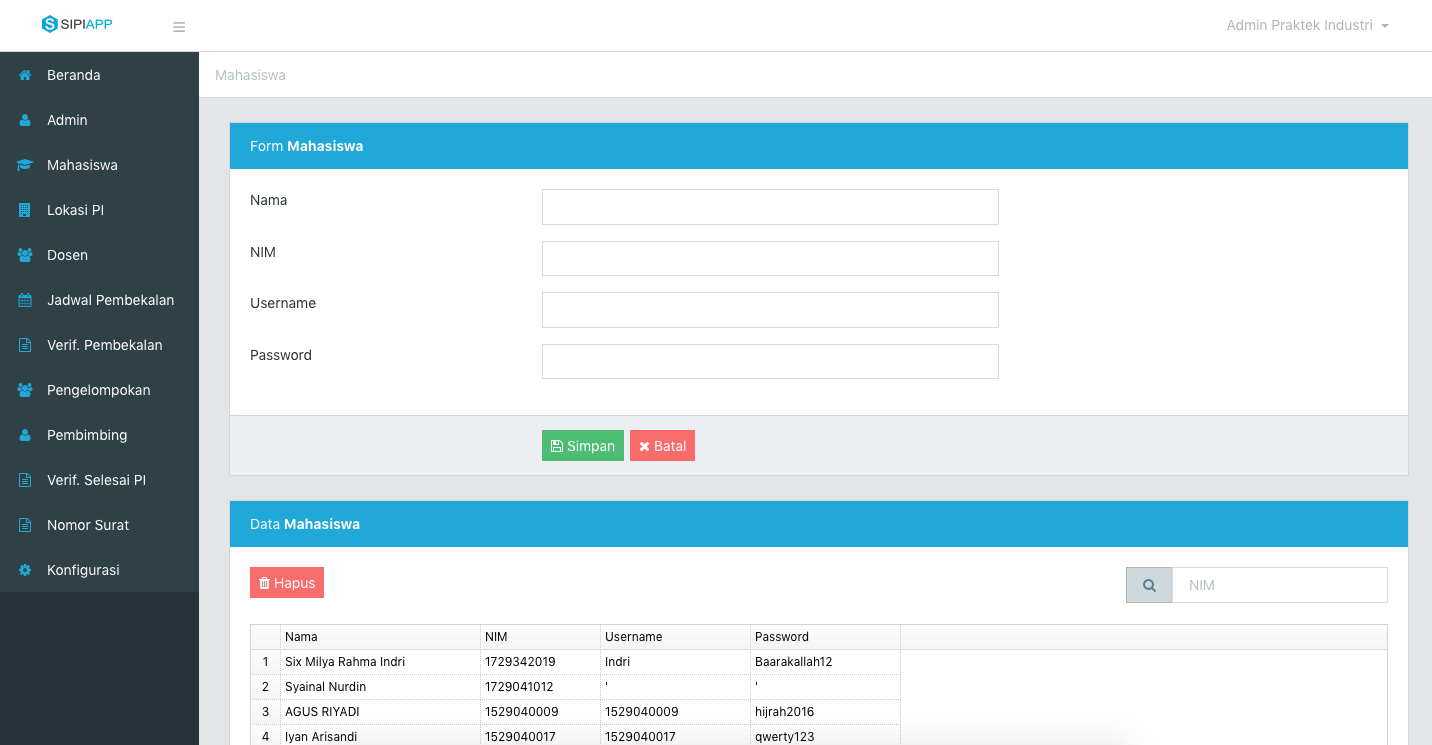 SIPIAPP
Admin Praktek Industri
Beranda
Admin
Mahasiswa
Lokasi PI
Dosen
Jadwal Pembekalan
Verif. Pembekalan
Pengelompokan
Pembimbing
Verif. Selesai PI
Nomor Surat
Konfigurasi
Mahasiswa
Form Mahasiswa
Nama
NIM
Username
Password
Simpan Batal
Data Mahasiswa
Hapus NIM
Nama NIM Username Password
1 Six Milya Rahma Indri 1729342019 Indri Baarakallah12
2 Syainal Nurdin 1729041012 ' '
3 AGUS RIYADI 1529040009 1529040009 hijrah2016
4 Iyan Arisandi 1529040017 1529040017 qwerty123